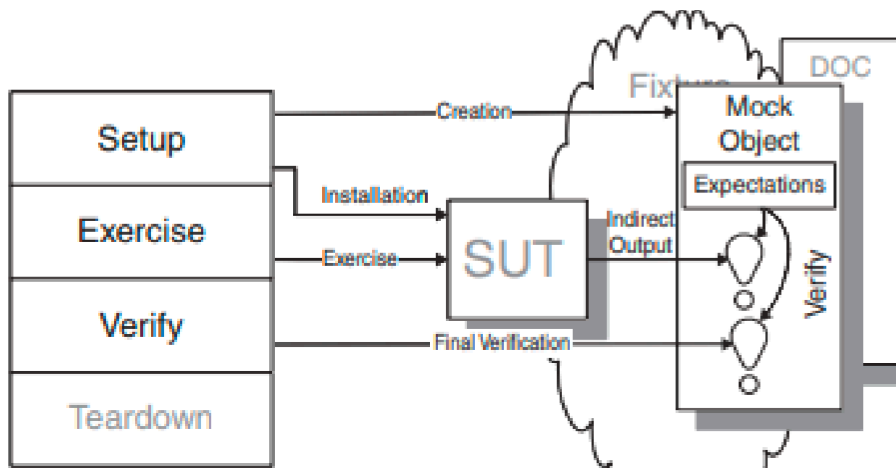 Setup
Exercise
Verify
Teardown
Creation
Installation
Exercise
Final Verification
SUT
Indirect
Output
Fixture
DOC
Mock
Object
Expectations
Verify